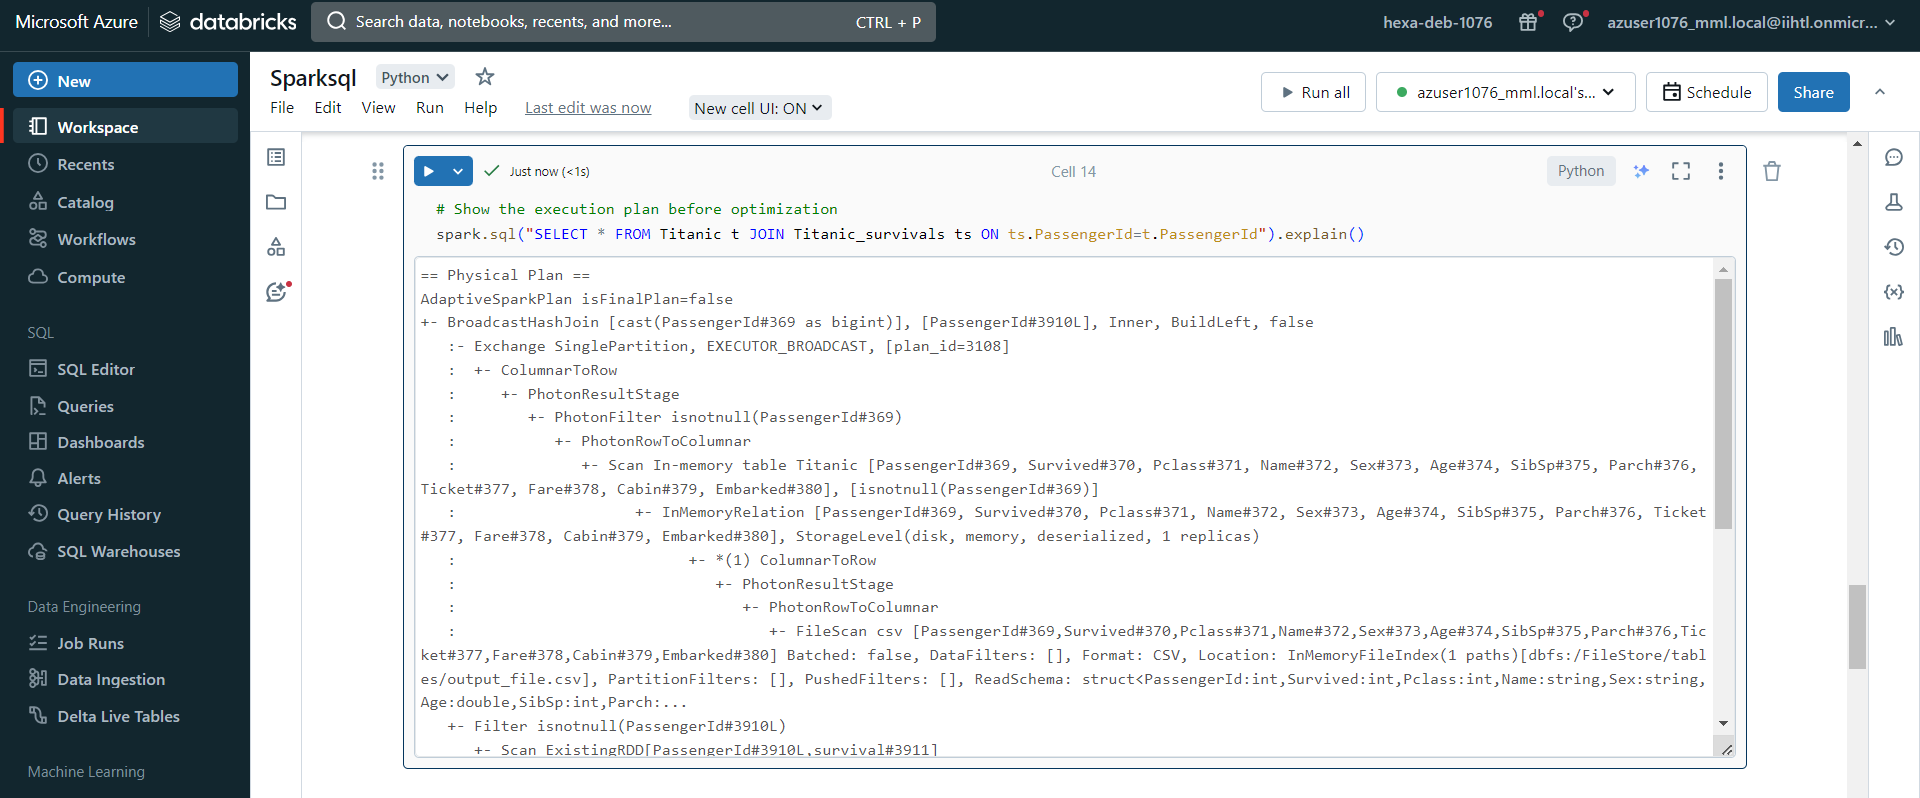 Microsoft Azure
databricks
Search data, notebooks, recents, and more...
CTRL + P
hexa-deb-1076
azuser1076_mml.local@iihtl.onmicr...
New
Workspace
Recents
Catalog
Workflows
Compute
SQL
SQL Editor
Queries
Dashboards
Alerts
Query History
SQL Warehouses
Data Engineering
Job Runs
Data Ingestion
Delta Live Tables
Machine Learning
Sparksql
Python
File Edit View Run Help Last edit was now New cell UI: ON
Run all
azuser1076_mml.local's...
Schedule
Share
Just now (<1s)
Cell 14
Python
# Show the execution plan before optimization
spark.sql("SELECT * FROM Titanic t JOIN Titanic_survivals ts ON ts.PassengerId=t.PassengerId").explain()
== Physical Plan ==
AdaptiveSparkPlan isFinalPlan=false
+- BroadcastHashJoin [cast(PassengerId#369 as bigint)], [PassengerId#3910L], Inner, BuildLeft, false
   :- Exchange SinglePartition, EXECUTOR_BROADCAST, [plan_id=3108]
   :  +- ColumnarToRow
   :     +- PhotonResultStage
   :        +- PhotonFilter isnotnull(PassengerId#369)
   :           +- PhotonRowToColumnar
   :              +- Scan In-memory table Titanic [PassengerId#369, Survived#370, Pclass#371, Name#372, Sex#373, Age#374, SibSp#375, Parch#376,
Ticket#377, Fare#378, Cabin#379, Embarked#380], [isnotnull(PassengerId#369)]
   :                    +- InMemoryRelation [PassengerId#369, Survived#370, Pclass#371, Name#372, Sex#373, Age#374, SibSp#375, Parch#376, Ticket
#377, Fare#378, Cabin#379, Embarked#380], StorageLevel(disk, memory, deserialized, 1 replicas)
   :                          +- *(1) ColumnarToRow
   :                             +- PhotonResultStage
   :                                +- PhotonRowToColumnar
   :                                   +- FileScan csv [PassengerId#369,Survived#370,Pclass#371,Name#372,Sex#373,Age#374,SibSp#375,Parch#376,Tic
ket#377,Fare#378,Cabin#379,Embarked#380] Batched: false, DataFilters: [], Format: CSV, Location: InMemoryFileIndex(1 paths)[dbfs:/FileStore/tabl
es/output_file.csv], PartitionFilters: [], PushedFilters: [], ReadSchema: struct<PassengerId:int,Survived:int,Pclass:int,Name:string,Sex:string,
Age:double,SibSp:int,Parch:...
   +- Filter isnotnull(PassengerId#3910L)
      +- Scan ExistingRDD[PassengerId#3910L,survival#3911]